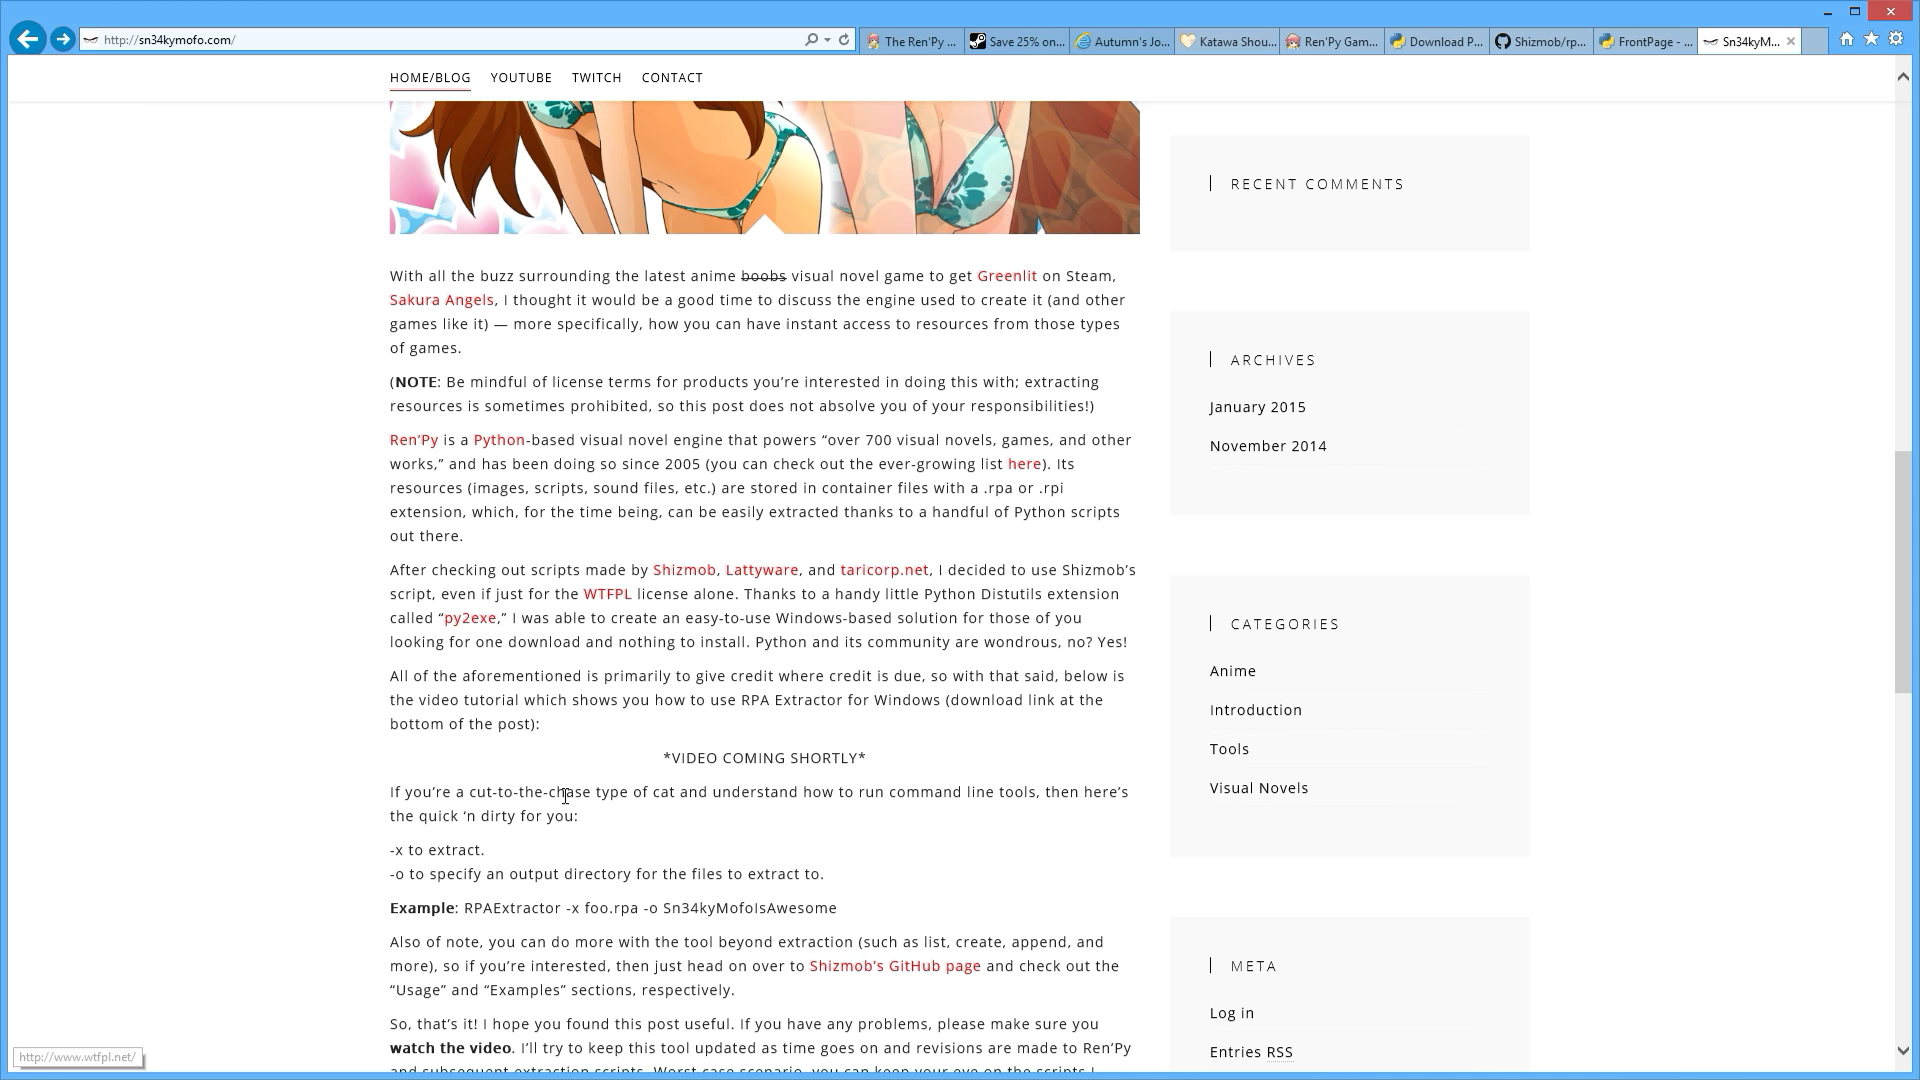 http://sn34kymofo.com/
The Ren'Py ...
Save 25% on...
Autumn's Jo...
Katawa Shou...
Ren'Py Gam...
Download P...
Shizmob/rp...
FrontPage - ...
Sn34kyM...
HOME/BLOG
YOUTUBE
TWITCH
CONTACT
With all the buzz surrounding the latest anime boobs visual novel game to get Greenlit on Steam,
Sakura Angels, I thought it would be a good time to discuss the engine used to create it (and other
games like it) — more specifically, how you can have instant access to resources from those types
of games.
(NOTE: Be mindful of license terms for products you’re interested in doing this with; extracting
resources is sometimes prohibited, so this post does not absolve you of your responsibilities!)
Ren’Py is a Python-based visual novel engine that powers “over 700 visual novels, games, and other
works,” and has been doing so since 2005 (you can check out the ever-growing list here). Its
resources (images, scripts, sound files, etc.) are stored in container files with a .rpa or .rpi
extension, which, for the time being, can be easily extracted thanks to a handful of Python scripts
out there.
After checking out scripts made by Shizmob, Lattyware, and taricorp.net, I decided to use Shizmob’s
script, even if just for the WTFPL license alone. Thanks to a handy little Python Distutils extension
called “py2exe,” I was able to create an easy-to-use Windows-based solution for those of you
looking for one download and nothing to install. Python and its community are wondrous, no? Yes!
All of the aforementioned is primarily to give credit where credit is due, so with that said, below is
the video tutorial which shows you how to use RPA Extractor for Windows (download link at the
bottom of the post):
*VIDEO COMING SHORTLY*
If you’re a cut-to-the-chase type of cat and understand how to run command line tools, then here’s
the quick ‘n dirty for you:
-x to extract.
-o to specify an output directory for the files to extract to.
Example: RPAExtractor -x foo.rpa -o Sn34kyMofoIsAwesome
Also of note, you can do more with the tool beyond extraction (such as list, create, append, and
more), so if you’re interested, then just head on over to Shizmob’s GitHub page and check out the
“Usage” and “Examples” sections, respectively.
So, that’s it! I hope you found this post useful. If you have any problems, please make sure you
watch the video. I’ll try to keep this tool updated as time goes on and revisions are made to Ren’Py
and subsequent extraction scripts. Worst case scenario, you can keep your eye on the scripts I
RECENT COMMENTS
ARCHIVES
January 2015
November 2014
CATEGORIES
Anime
Introduction
Tools
Visual Novels
META
Log in
Entries RSS
http://www.wtfpl.net/